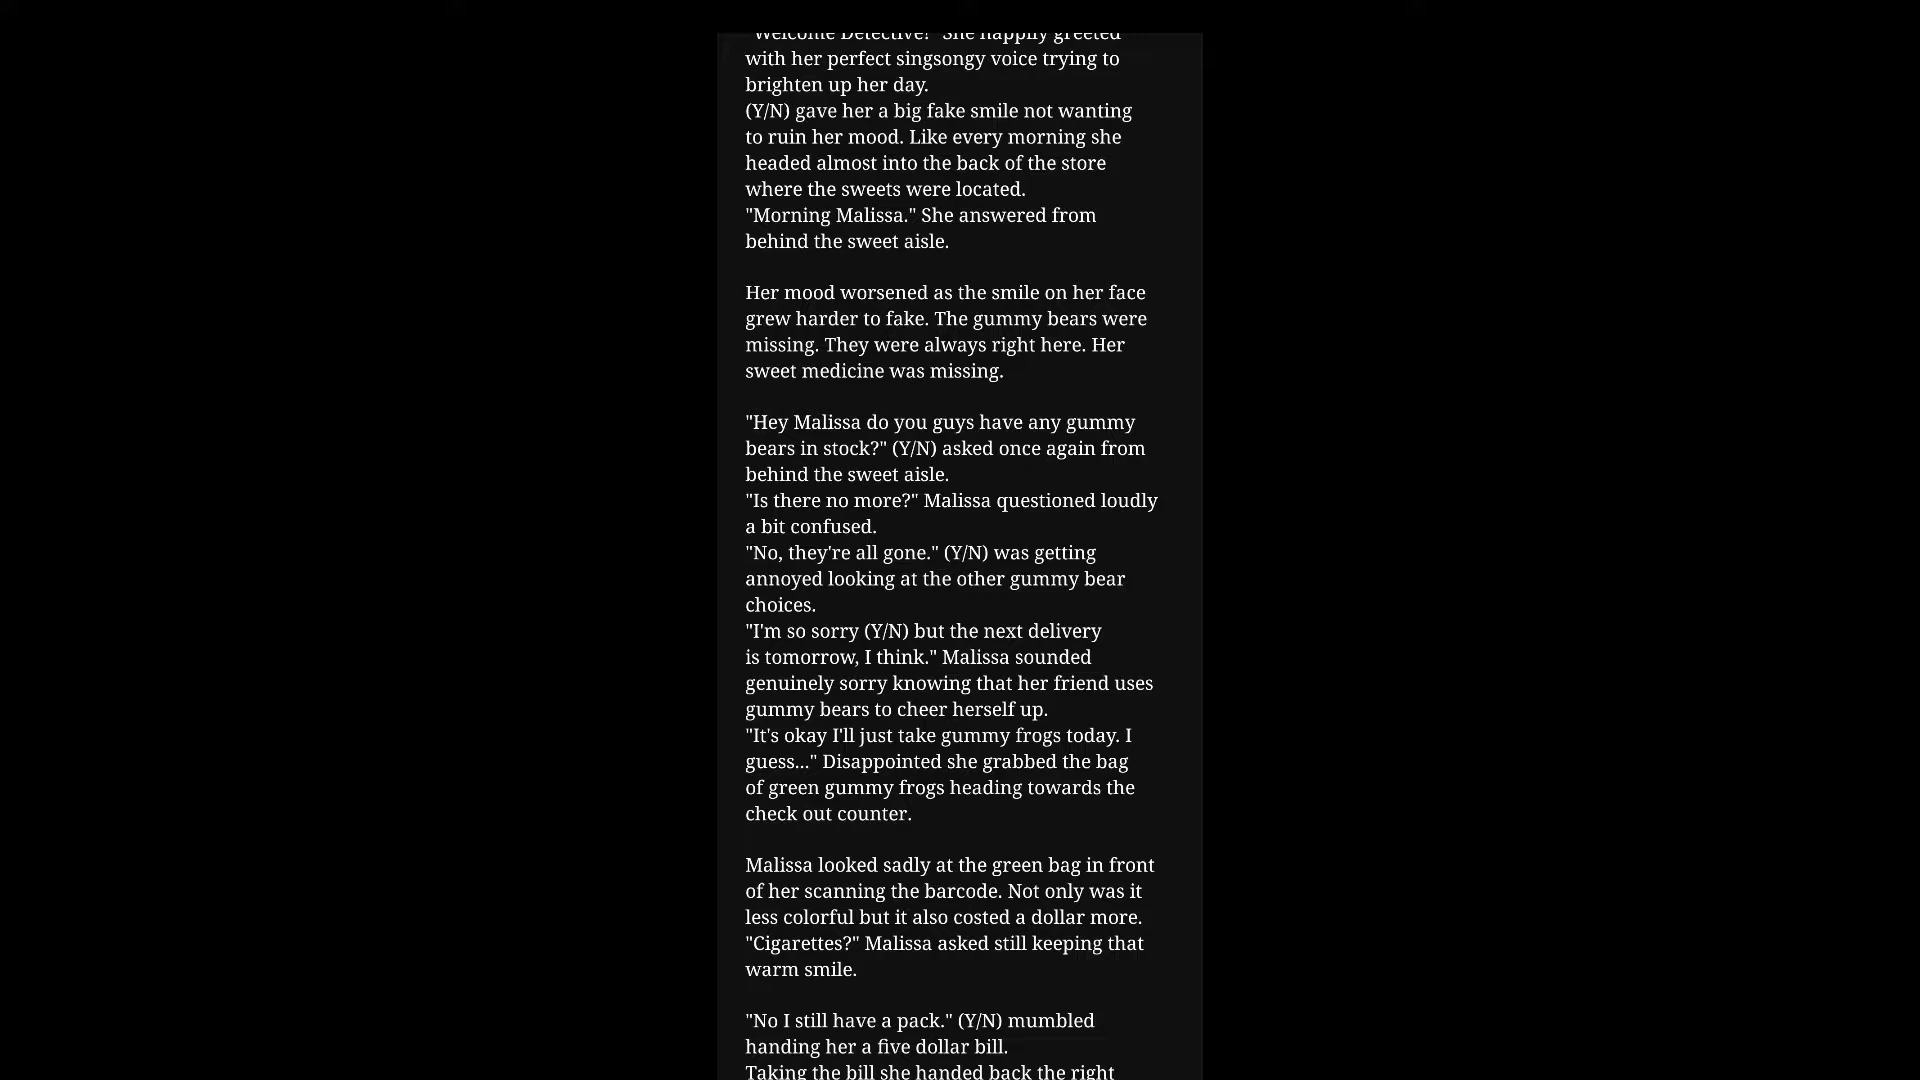 "Welcome Detective!" She happily greeted
with her perfect singsongy voice trying to
brighten up her day.
(Y/N) gave her a big fake smile not wanting
to ruin her mood. Like every morning she
headed almost into the back of the store
where the sweets were located.
"Morning Malissa." She answered from
behind the sweet aisle.
Her mood worsened as the smile on her face
grew harder to fake. The gummy bears were
missing. They were always right here. Her
sweet medicine was missing.
"Hey Malissa do you guys have any gummy
bears in stock?" (Y/N) asked once again from
behind the sweet aisle.
"Is there no more?" Malissa questioned loudly
a bit confused.
"No, they're all gone." (Y/N) was getting
annoyed looking at the other gummy bear
choices.
"I'm so sorry (Y/N) but the next delivery
is tomorrow, I think." Malissa sounded
genuinely sorry knowing that her friend uses
gummy bears to cheer herself up.
"It's okay I'll just take gummy frogs today. I
guess..." Disappointed she grabbed the bag
of green gummy frogs heading towards the
check out counter.
Malissa looked sadly at the green bag in front
of her scanning the barcode. Not only was it
less colorful but it also costed a dollar more.
"Cigarettes?" Malissa asked still keeping that
warm smile.
"No I still have a pack." (Y/N) mumbled
handing her a five dollar bill.
Taking the bill she handed back the right